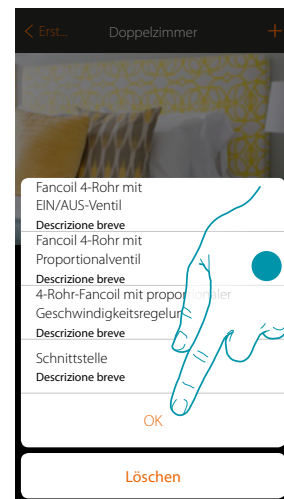 < Erst... Doppelzimmer +
Fancoil 4-Rohr mit
EIN/AUS-Ventil
Descrizione breve
Fancoil 4-Rohr mit
Proportionalventil
Descrizione breve
4-Rohr-Fancoil mit proportionaler
Geschwindigkeitsregelun
Descrizione breve
Schnittstelle
Descrizione breve
OK
Löschen